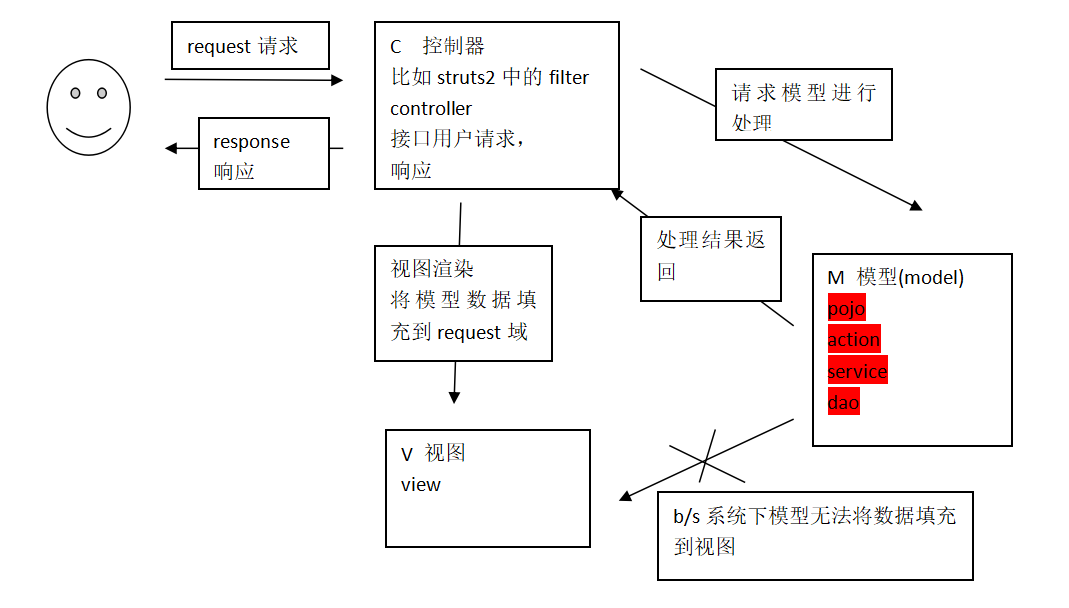 request 请求
response
响应
C 控制器
比如 struts2 中的 filter
controller
接口用户请求，
响应
请求模型进行
处理
处理结果返
回
M 模型(model)
pojo
action
service
dao
视图渲染
将模型数据填
充到 request 域
V 视图
view
b/s 系统下模型无法将数据填充
到视图